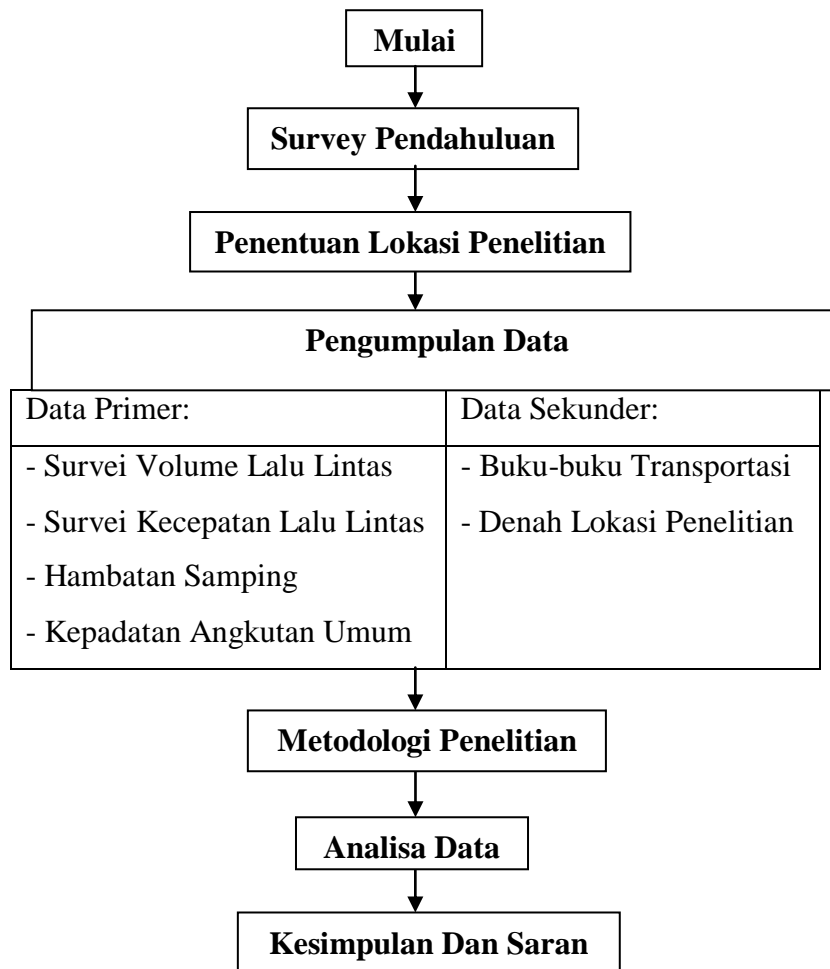 Mulai
Survey Pendahuluan
Penentuan Lokasi Penelitian
Pengumpulan Data
Data Primer:
- Survei Volume Lalu Lintas
- Survei Kecepatan Lalu Lintas
- Hambatan Samping
- Kepadatan Angkutan Umum
Data Sekunder:
- Buku-buku Transportasi
- Denah Lokasi Penelitian
Metodologi Penelitian
Analisa Data
Kesimpulan Dan Saran